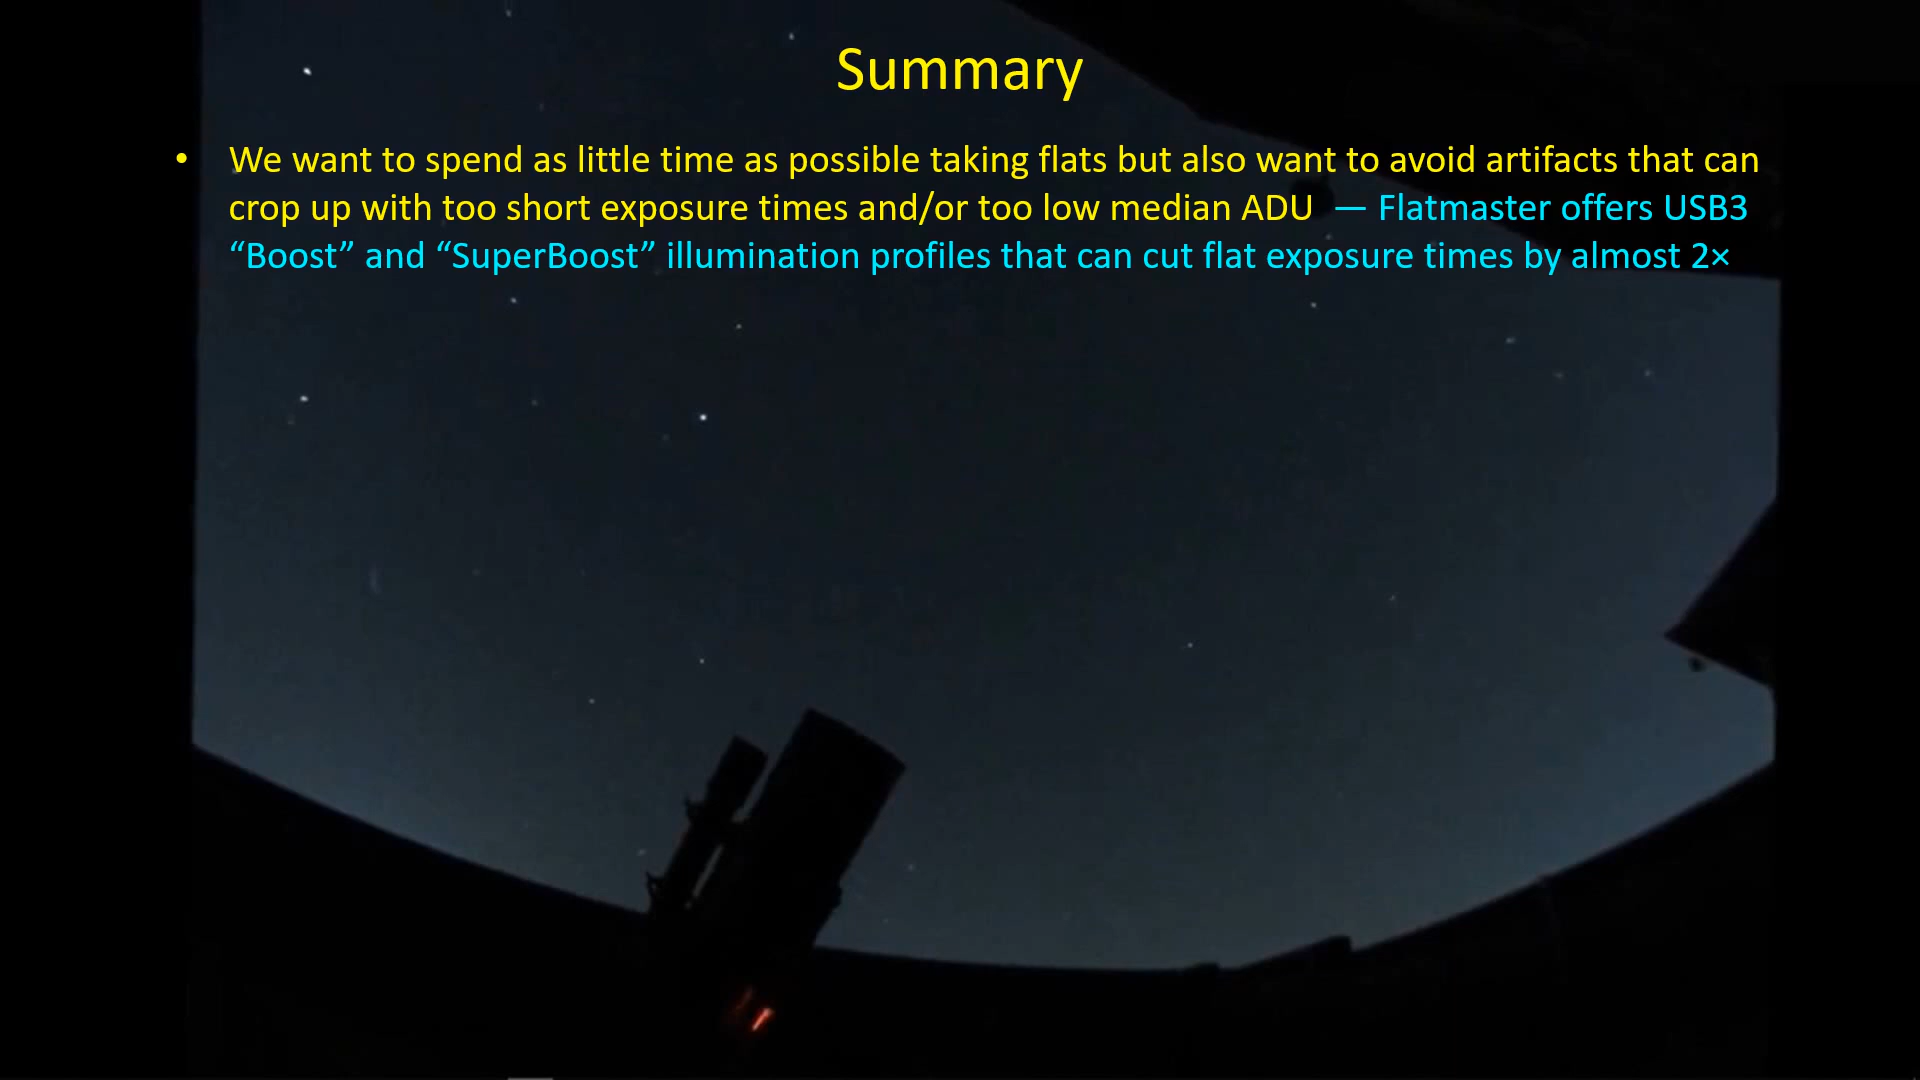 Summary
• We want to spend as little time as possible taking flats but also want to avoid artifacts that can
crop up with too short exposure times and/or too low median ADU — Flatmaster offers USB3
“Boost” and “SuperBoost” illumination profiles that can cut flat exposure times by almost 2×